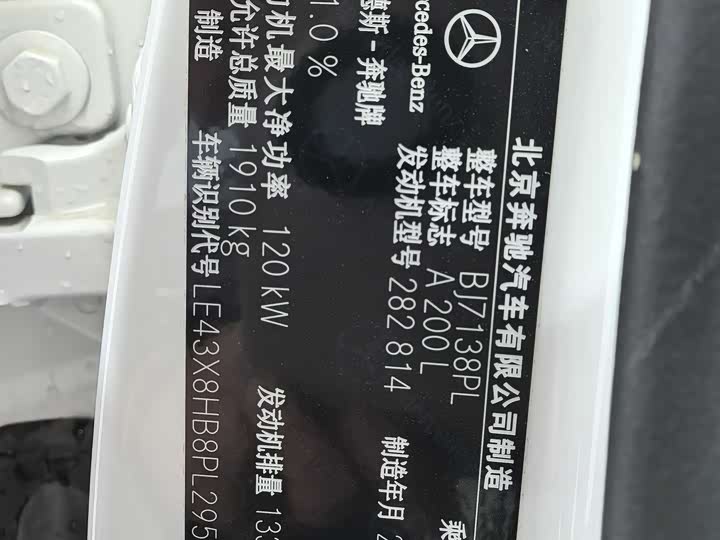 北京奔驰汽车有限公司制造
整车型号 BJ7138PL
整车标志 A 200 L
发动机型号 282 814
Mercedes-Benz
德斯-奔驰牌
制造年月 2
1.0 %
机最大净功率 120 kW
发动机排量 133
允许总质量 1910 kg
制造
车辆识别代号 LE43X8HB8PL295
乘